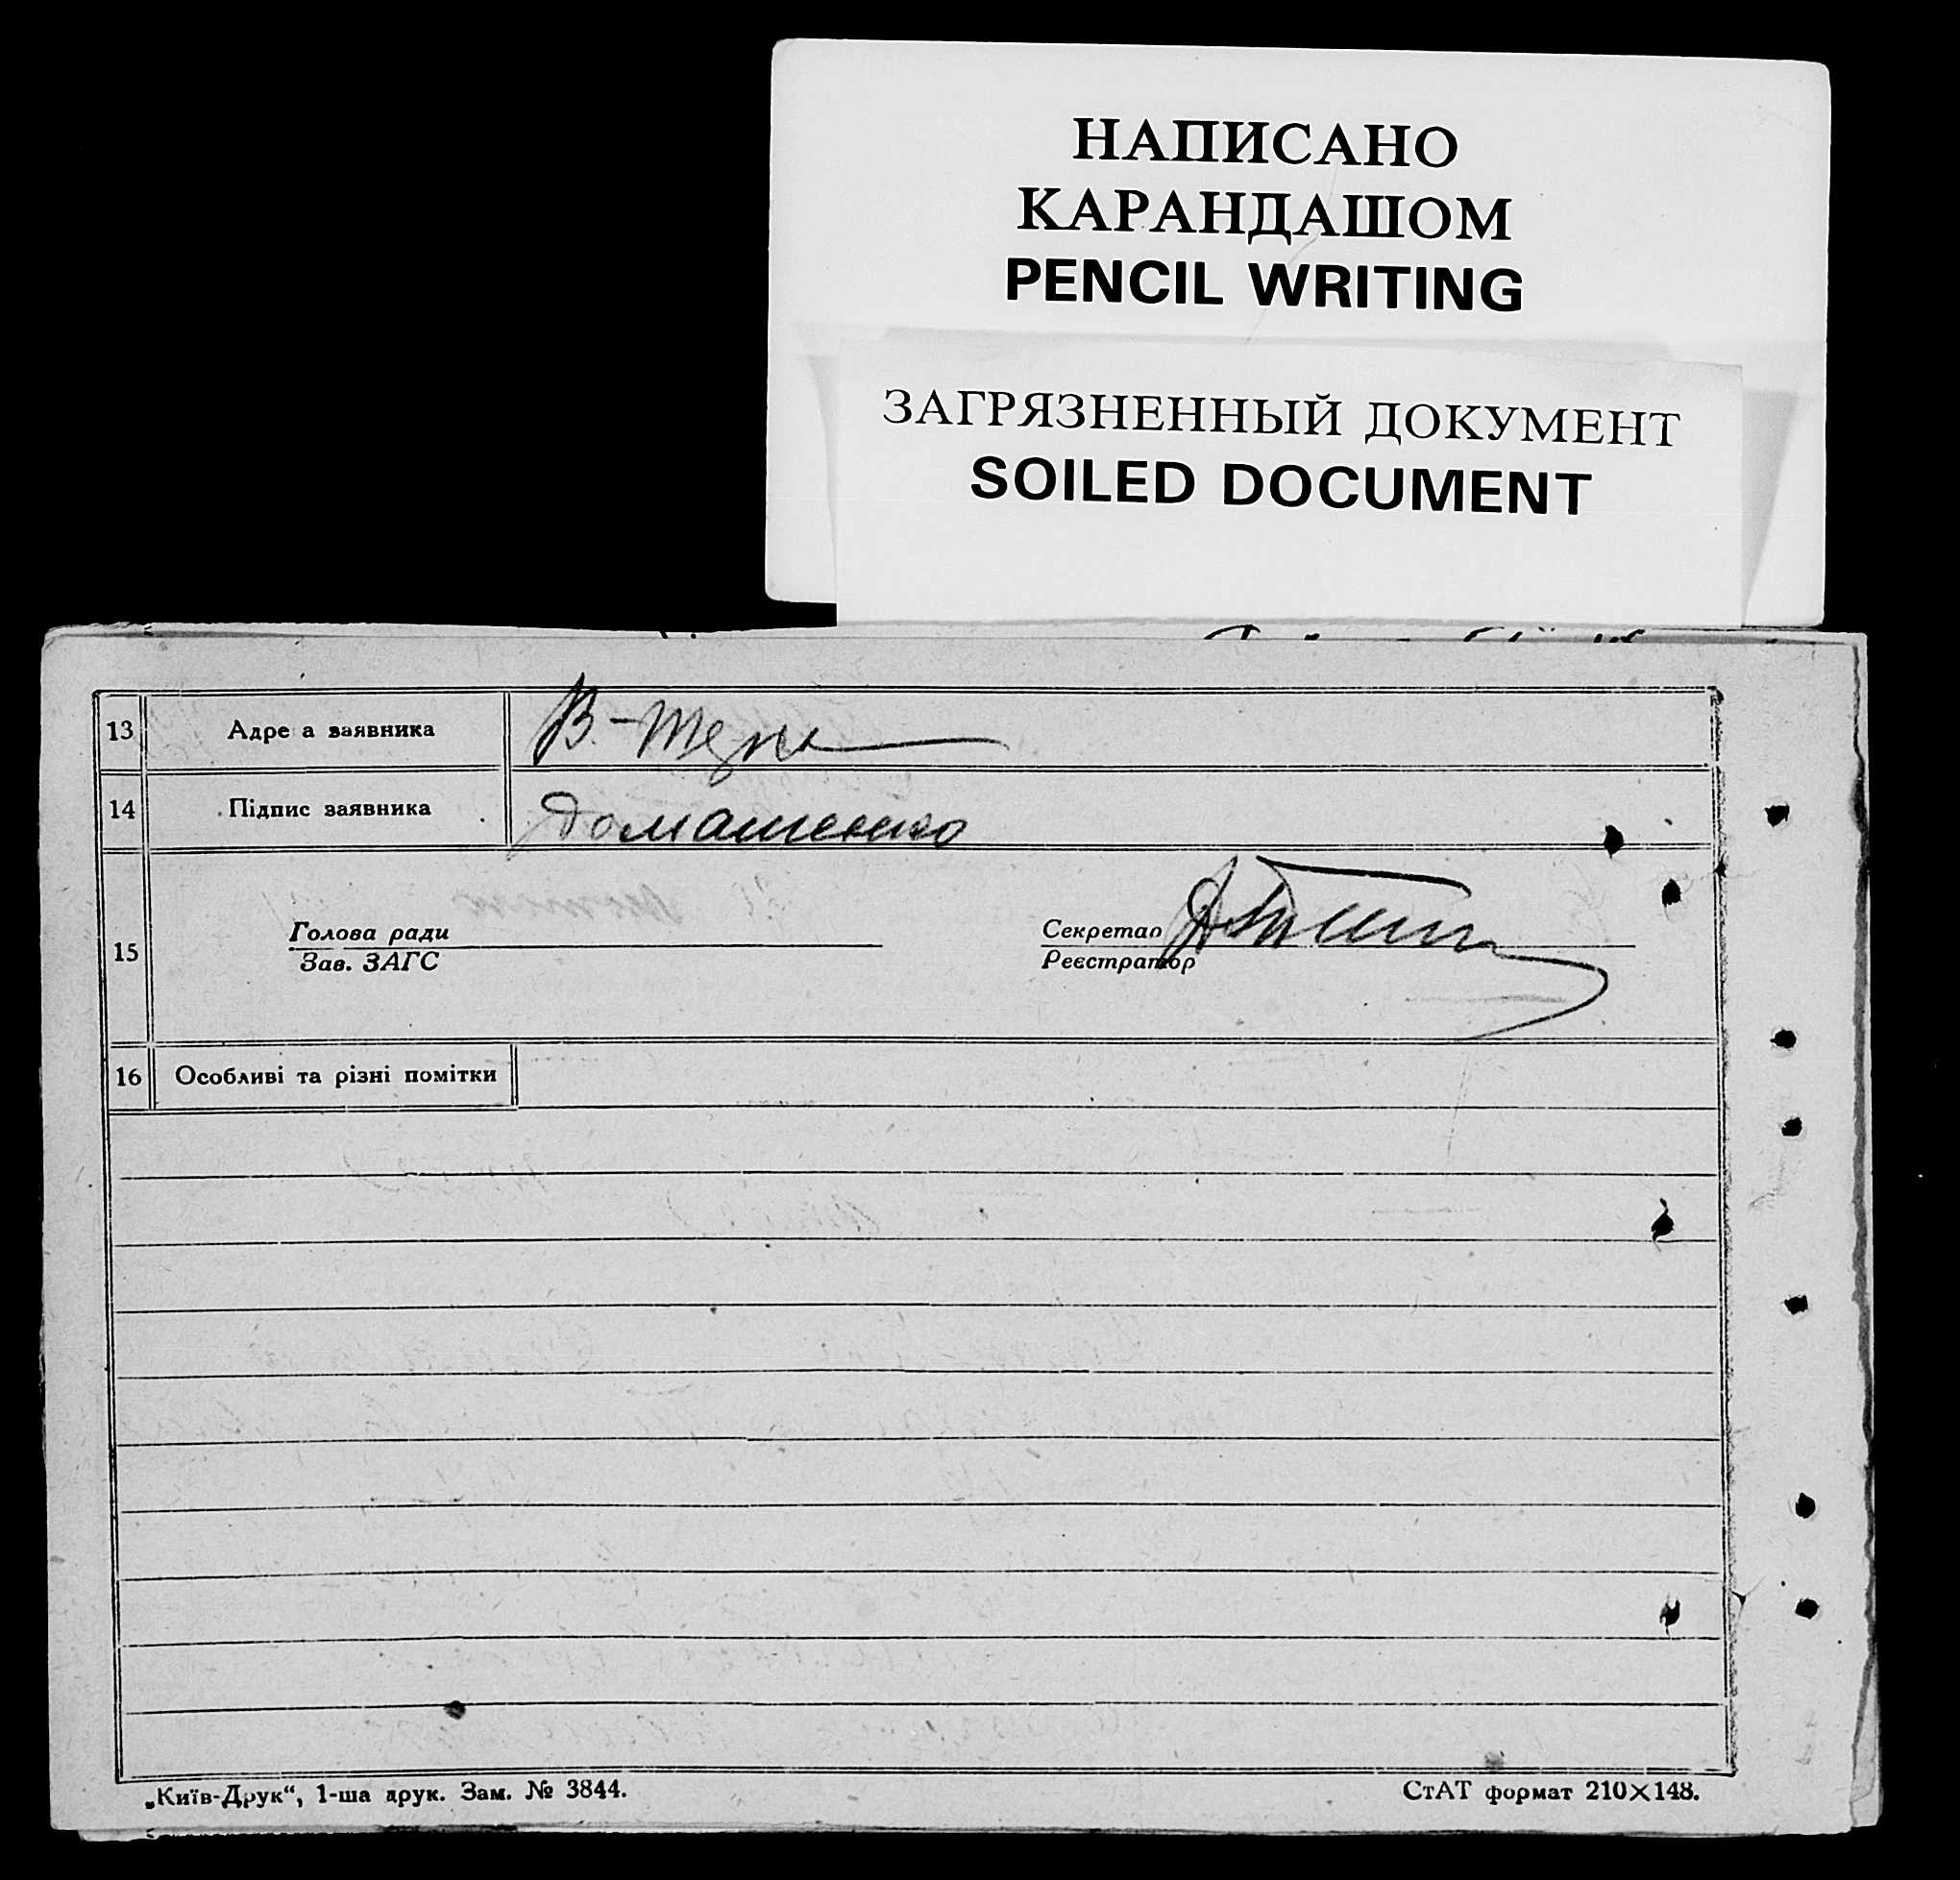 НАПИСАНО
КАРАНДАШОМ
PENCIL WRITING
ЗАГРЯЗНЕННЫЙ ДОКУМЕНТ
SOILED DOCUMENT
13 Адре а заявника В-
14 Підпис заявника Домашенко
15 Голова ради Секретар
Зав. ЗАГС Реєстратор
16 Особливі та різні помітки
„Київ-Друк“, 1-ша друк. Зам. № 3844. СтАТ формат 210×148.